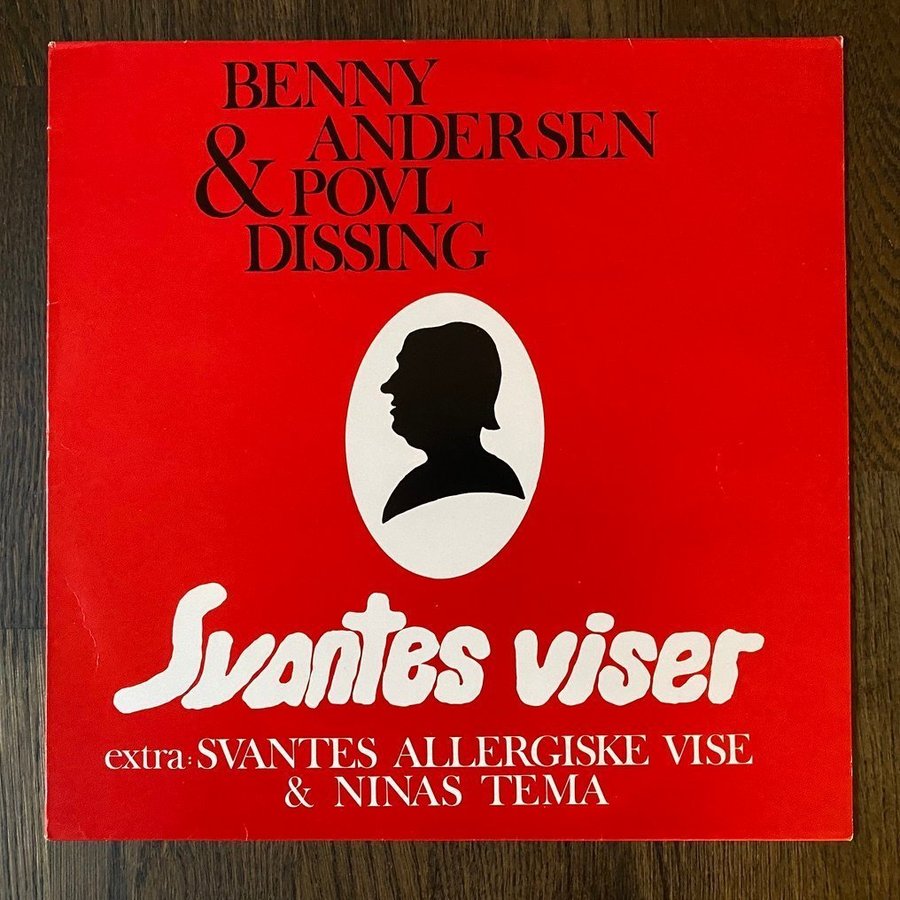 BENNY
ANDERSEN
& POVL
DISSING
Svantes viser
extra: SVANTES ALLERGISKE VISE
& NINAS TEMA